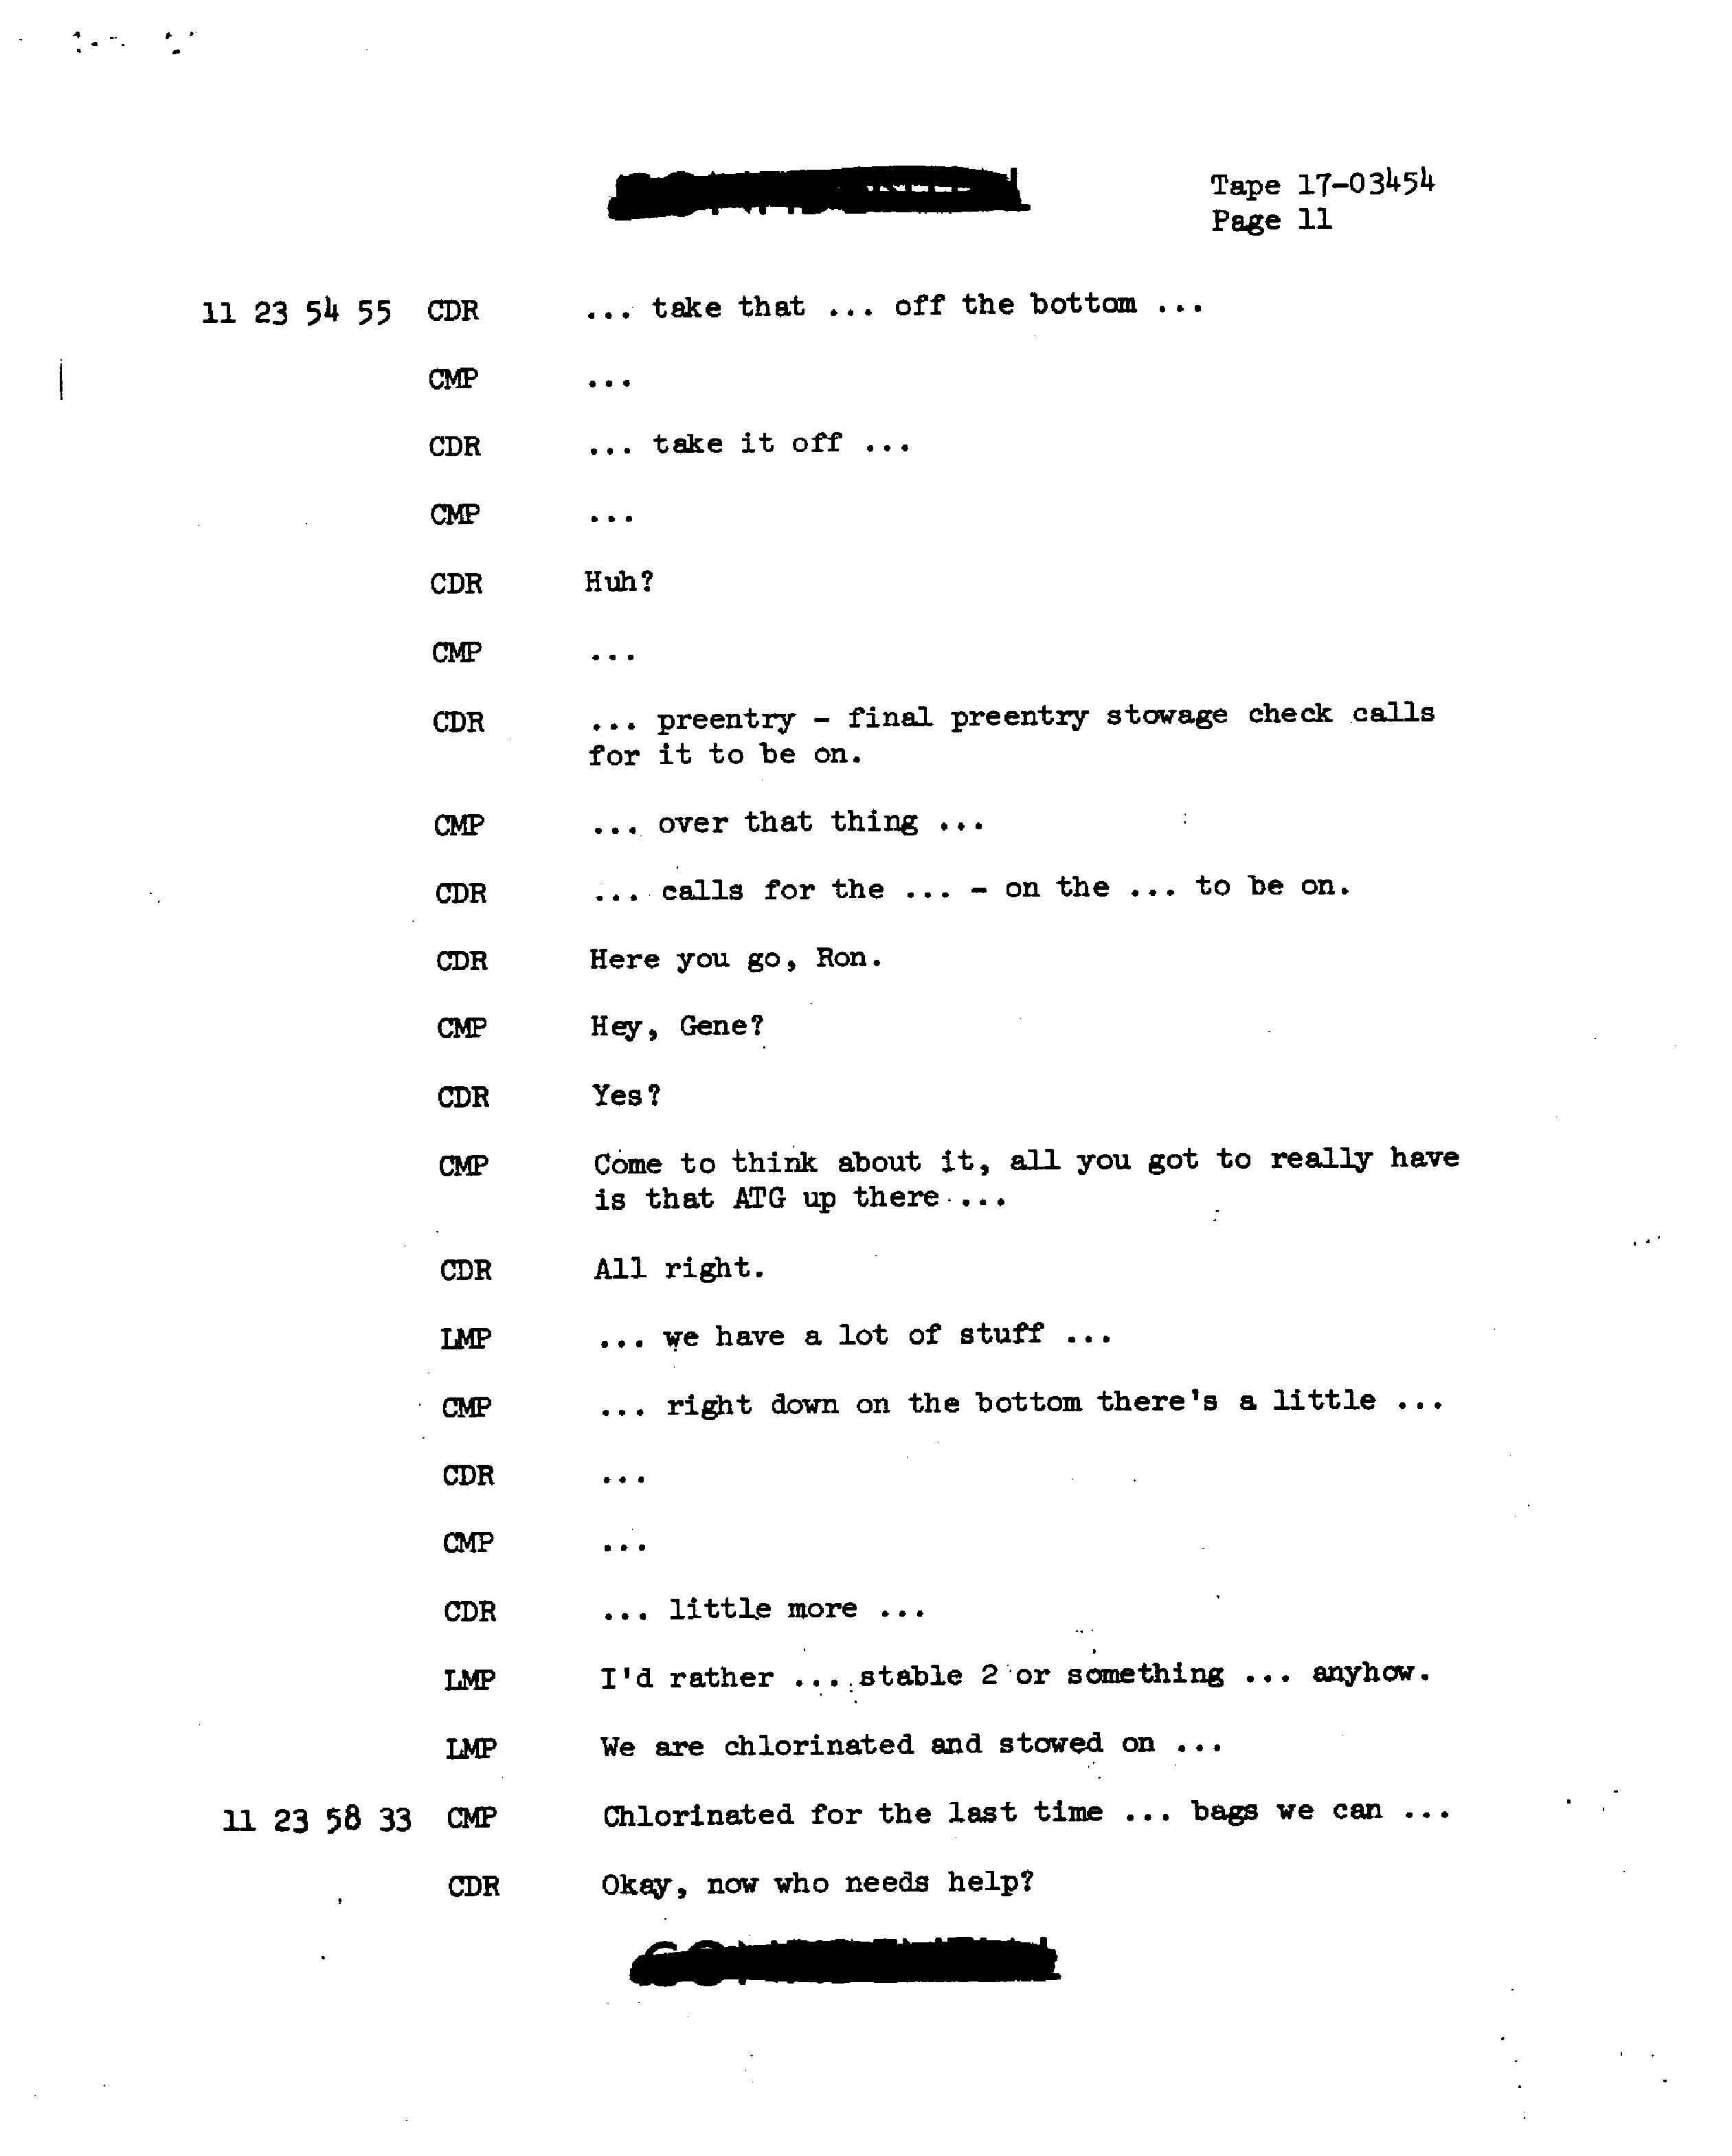 Tape 17-03454
Page 11
11 23 54 55 CDR ... take that ... off the bottom ...
CMP ...
CDR ... take it off ...
CMP ...
CDR Huh?
CMP ...
CDR ... preentry - final preentry stowage check calls
for it to be on.
CMP ... over that thing ...
CDR ... calls for the ... - on the ... to be on.
CDR Here you go, Ron.
CMP Hey, Gene?
CDR Yes?
CMP Come to think about it, all you got to really have
is that ATG up there ...
CDR All right.
LMP ... we have a lot of stuff ...
CMP ... right down on the bottom there's a little ...
CDR ...
CMP ...
CDR ... little more ...
LMP I'd rather ... stable 2 or something ... anyhow.
LMP We are chlorinated and stowed on ...
11 23 58 33 CMP Chlorinated for the last time ... bags we can ...
CDR Okay, now who needs help?